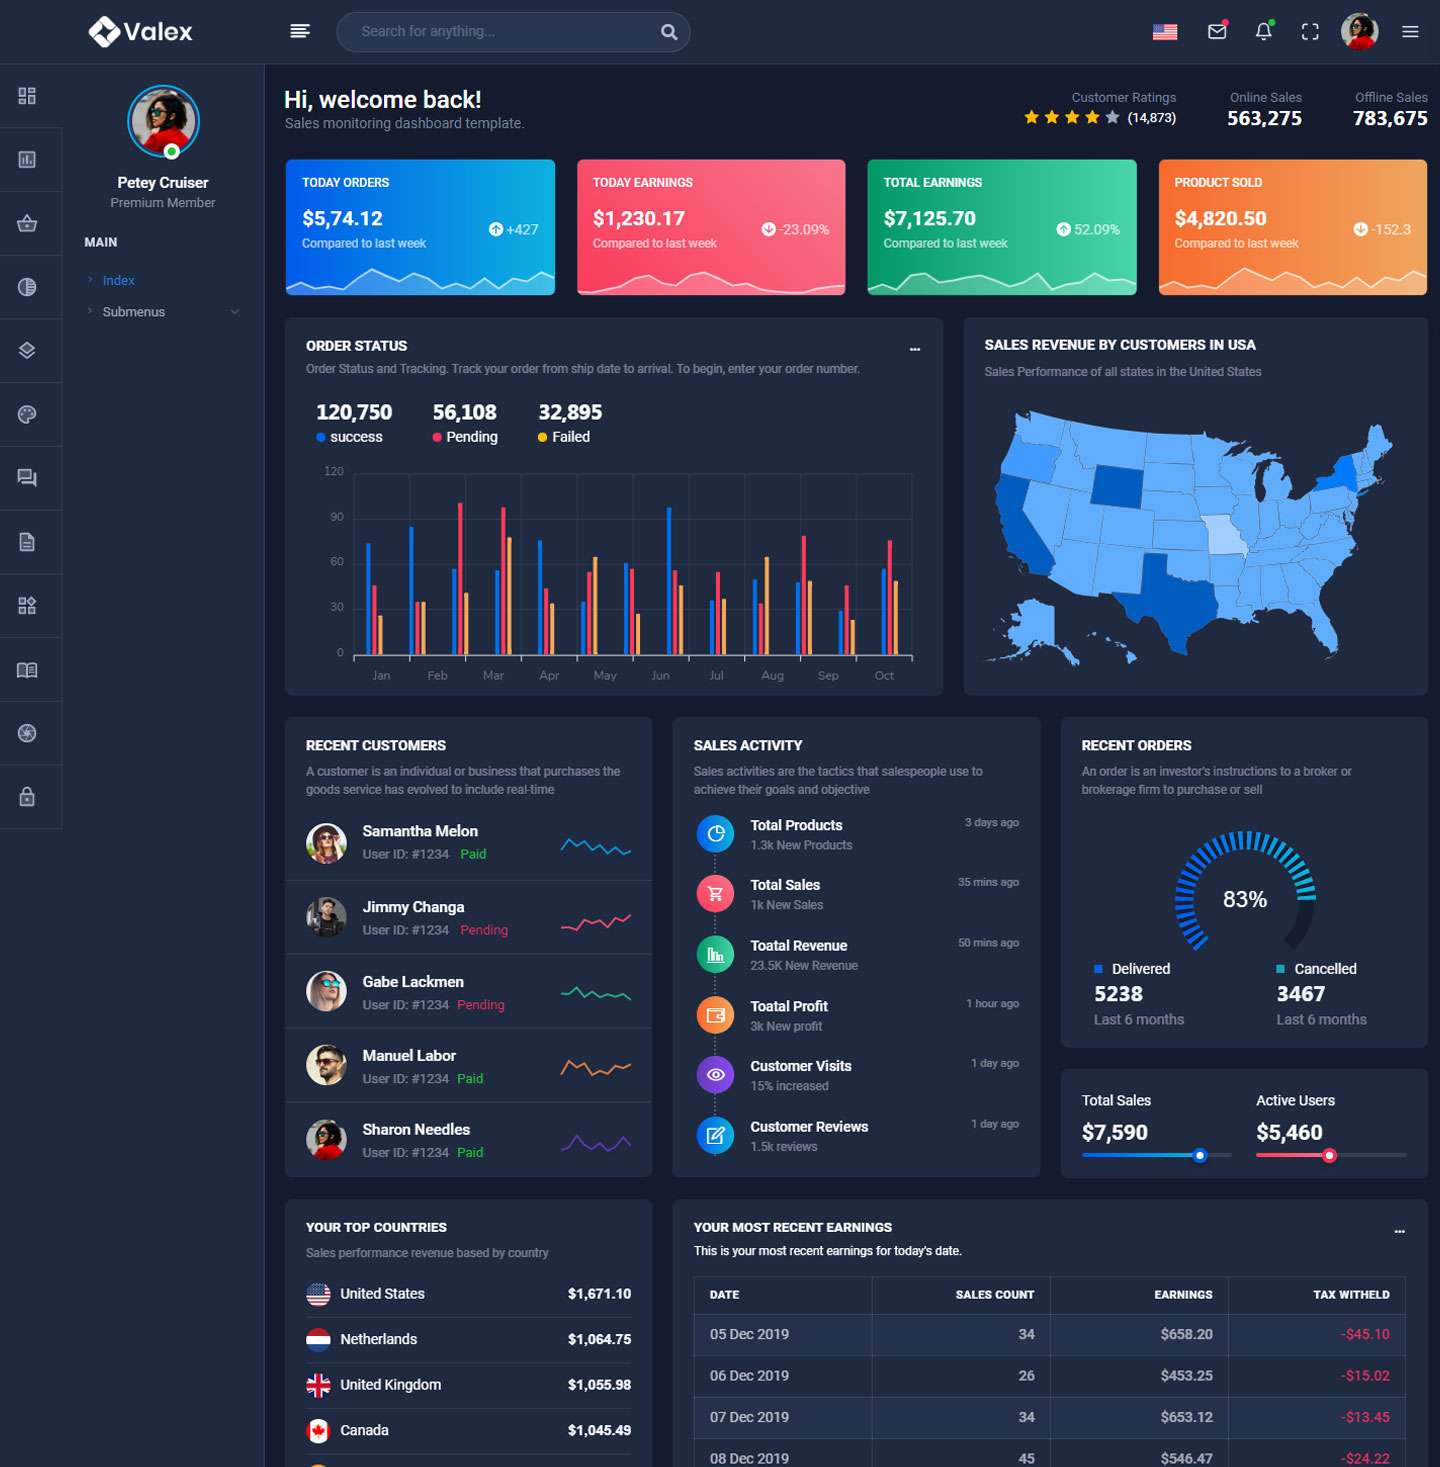 Valex
Search for anything...
Petey Cruiser
Premium Member
MAIN
Index
Submenus
Hi, welcome back!
Sales monitoring dashboard template.
Customer Ratings
(14,873)
Online Sales
563,275
Offline Sales
783,675
TODAY ORDERS
$5,74.12
Compared to last week
+427
TODAY EARNINGS
$1,230.17
Compared to last week
-23.09%
TOTAL EARNINGS
$7,125.70
Compared to last week
52.09%
PRODUCT SOLD
$4,820.50
Compared to last week
-152.3
ORDER STATUS
Order Status and Tracking. Track your order from ship date to arrival. To begin, enter your order number.
120,750
success
56,108
Pending
32,895
Failed
120
90
60
30
0
Jan Feb Mar Apr May Jun Jul Aug Sep Oct
SALES REVENUE BY CUSTOMERS IN USA
Sales Performance of all states in the United States
RECENT CUSTOMERS
A customer is an individual or business that purchases the
goods service has evolved to include real-time
Samantha Melon
User ID: #1234 Paid
Jimmy Changa
User ID: #1234 Pending
Gabe Lackmen
User ID: #1234 Pending
Manuel Labor
User ID: #1234 Paid
Sharon Needles
User ID: #1234 Paid
SALES ACTIVITY
Sales activities are the tactics that salespeople use to
achieve their goals and objective
Total Products 3 days ago
1.3k New Products
Total Sales 35 mins ago
1k New Sales
Toatal Revenue 50 mins ago
23.5K New Revenue
Toatal Profit 1 hour ago
3k New profit
Customer Visits 1 day ago
15% increased
Customer Reviews 1 day ago
1.5k reviews
RECENT ORDERS
An order is an investor's instructions to a broker or
brokerage firm to purchase or sell
83%
Delivered
5238
Last 6 months
Cancelled
3467
Last 6 months
Total Sales
$7,590
Active Users
$5,460
YOUR TOP COUNTRIES
Sales performance revenue based by country
United States $1,671.10
Netherlands $1,064.75
United Kingdom $1,055.98
Canada $1,045.49
YOUR MOST RECENT EARNINGS
This is your most recent earnings for today's date.
DATE SALES COUNT EARNINGS TAX WITHELD
05 Dec 2019 34 $658.20 -$45.10
06 Dec 2019 26 $453.25 -$15.02
07 Dec 2019 34 $653.12 -$13.45
08 Dec 2019 45 $546.47 -$24.22